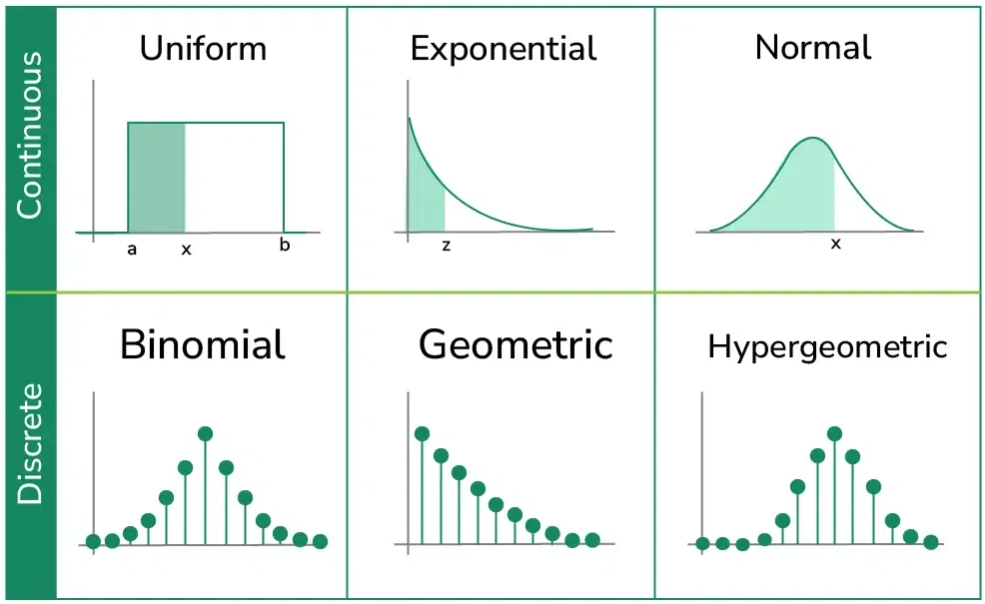 Continuous
Uniform
a
x
b
Exponential
z
Normal
x
Discrete
Binomial
Geometric
Hypergeometric